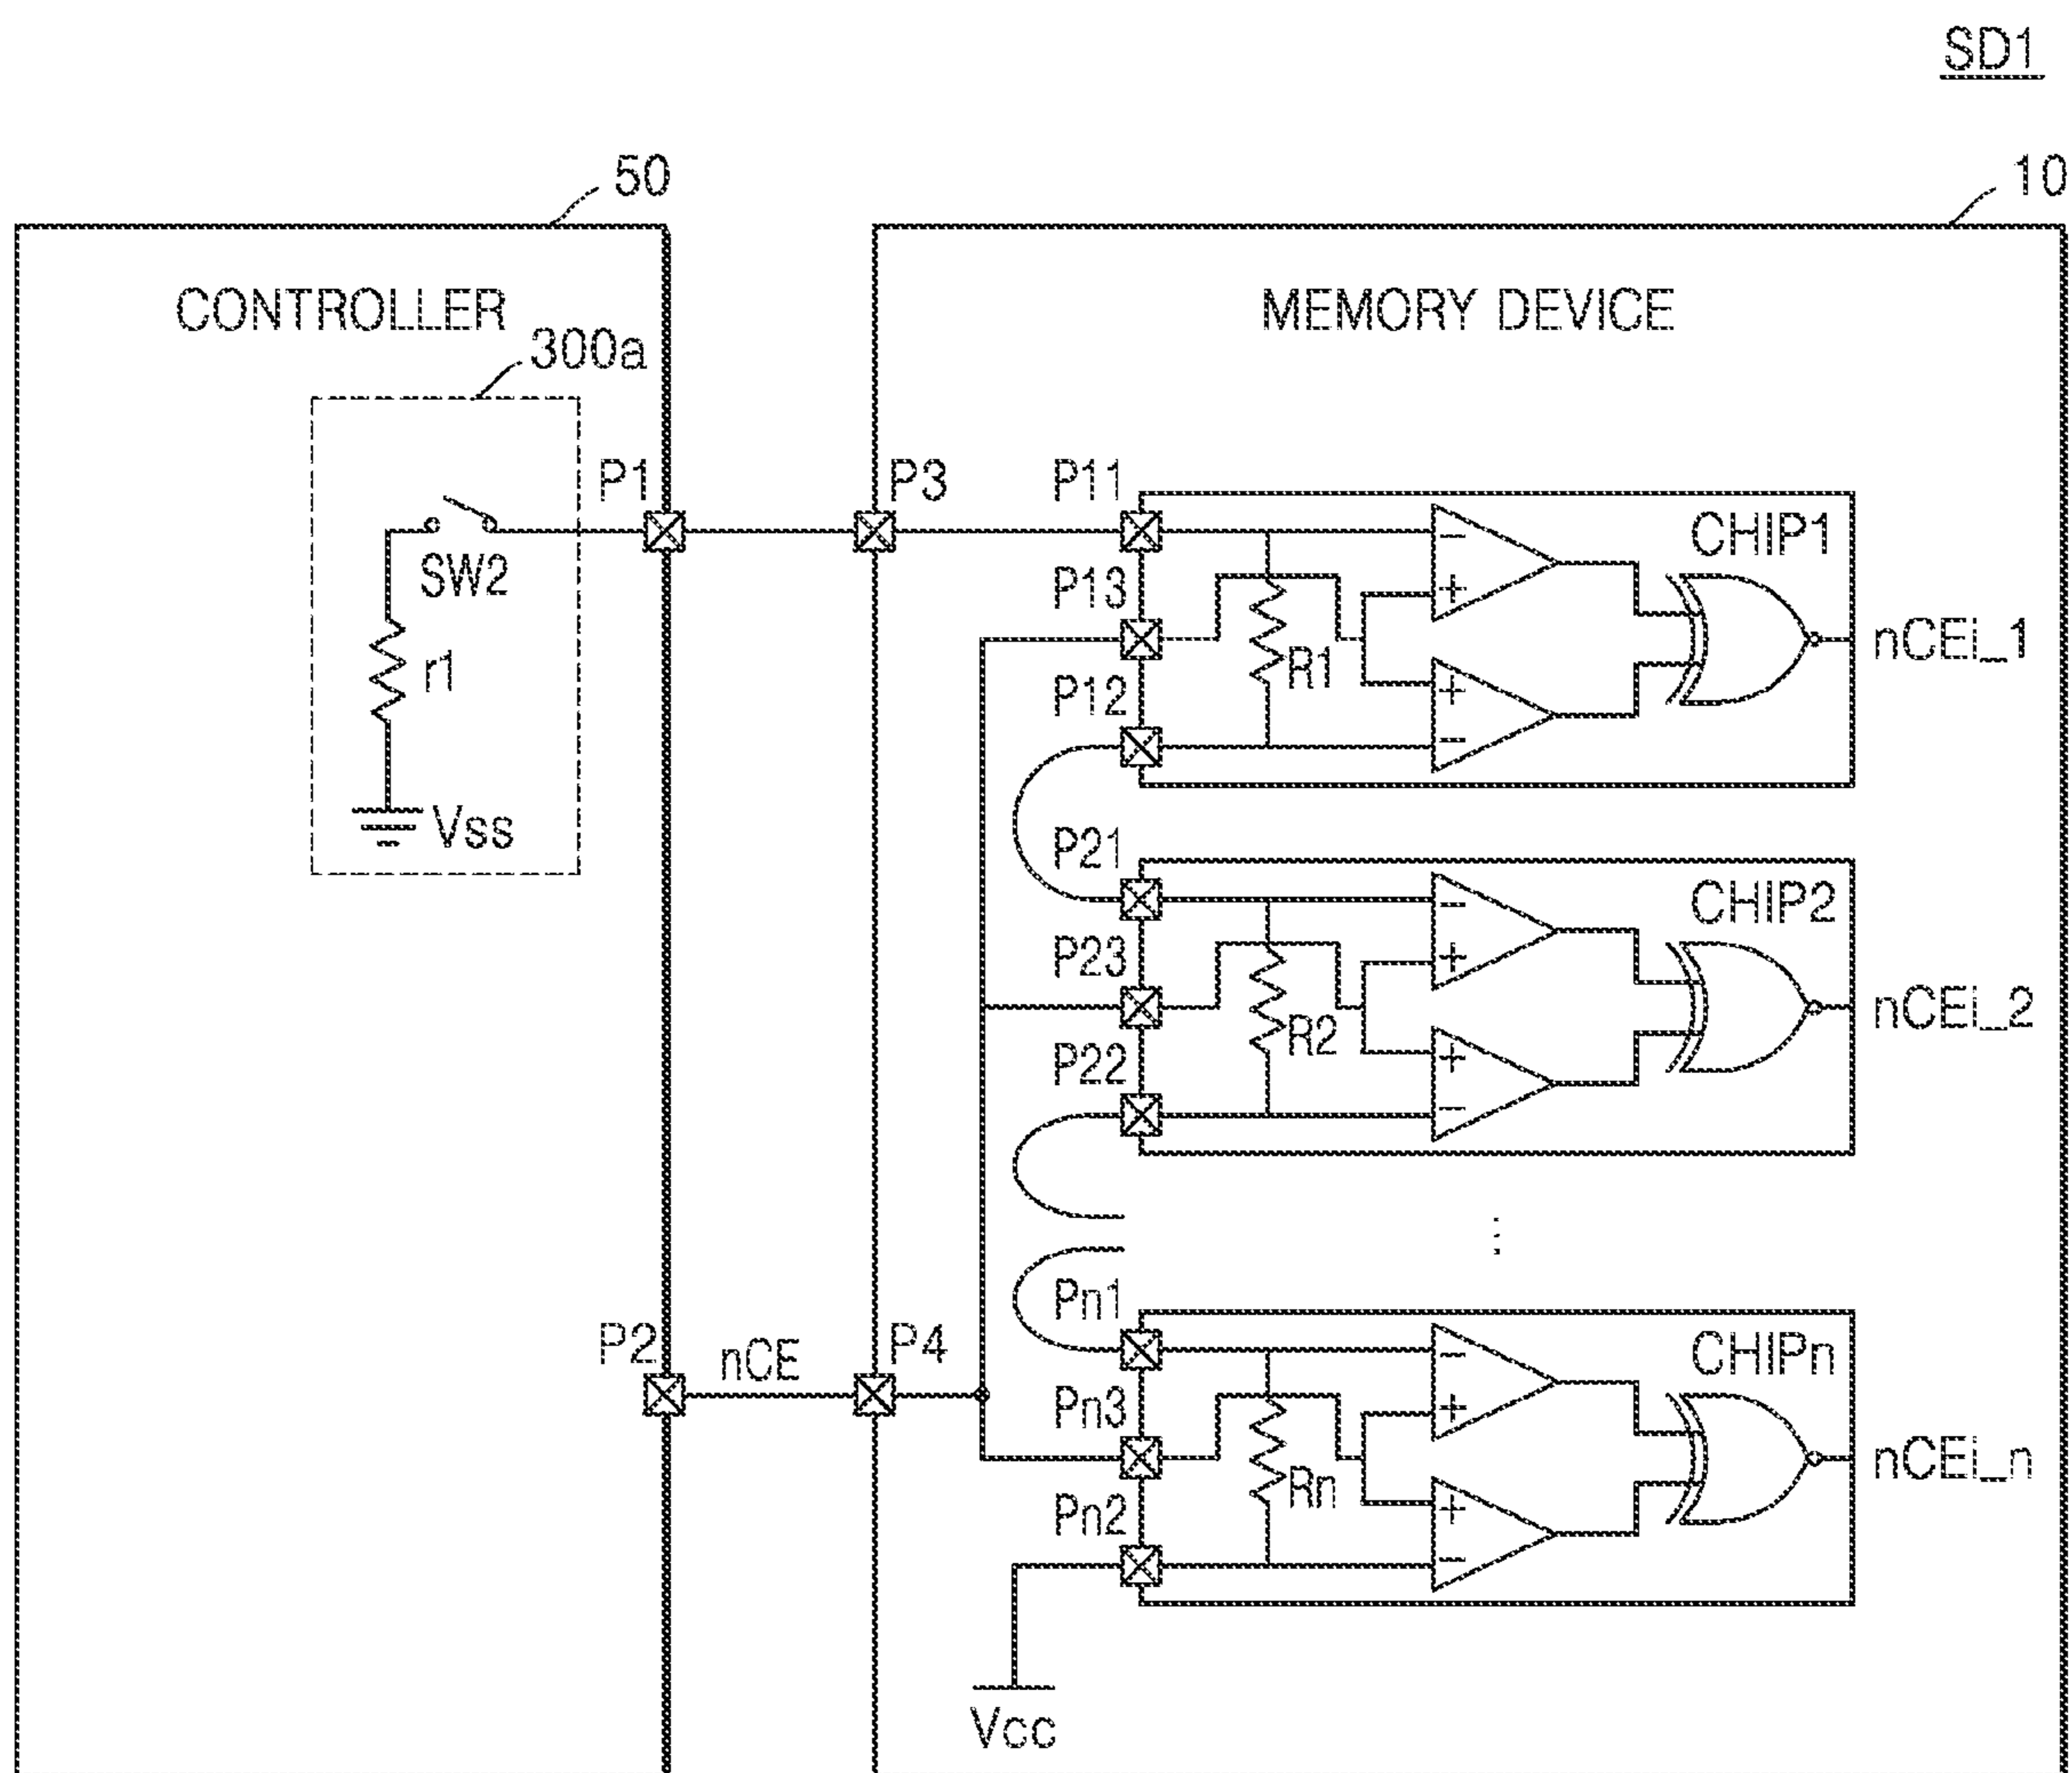 SD1
50
10
CONTROLLER
MEMORY DEVICE
300a
P1
P3
P11
CHIP1
SW2
P13
r1
R1
nCEi_1
P12
Vss
P21
CHIP2
P23
R2
nCEi_2
P22
⋮
Pn1
P2
nCE
P4
CHIPn
Pn3
Rn
nCEi_n
Pn2
Vcc
− + + −
− + + −
− + + −